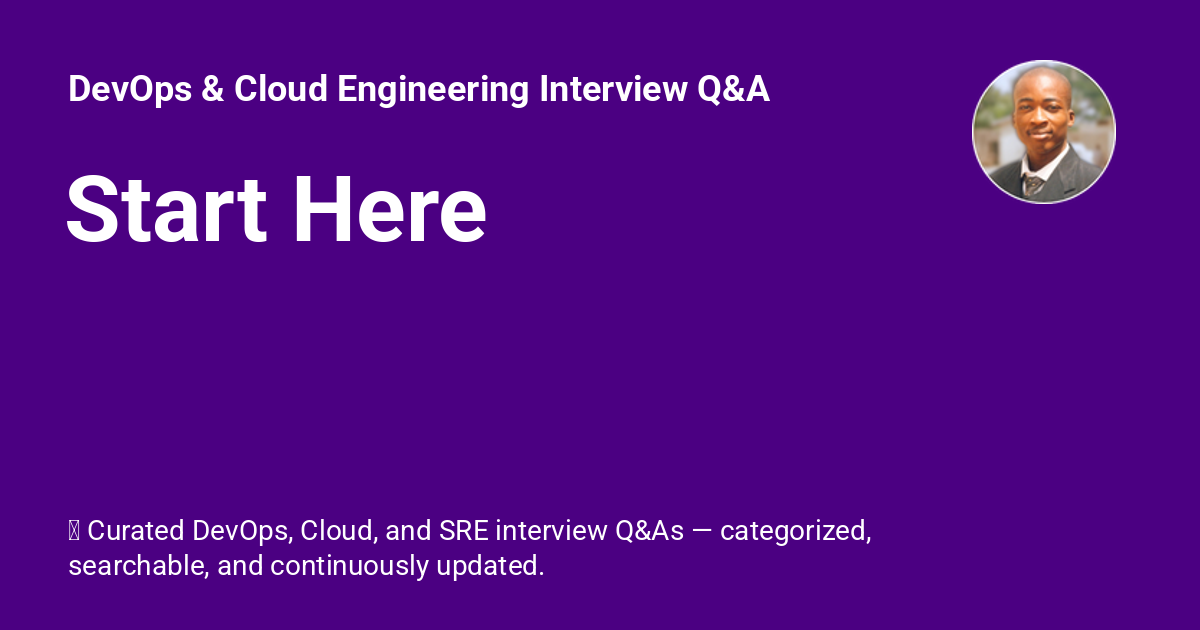 DevOps & Cloud Engineering Interview Q&A
Start Here
Curated DevOps, Cloud, and SRE interview Q&As — categorized,
searchable, and continuously updated.